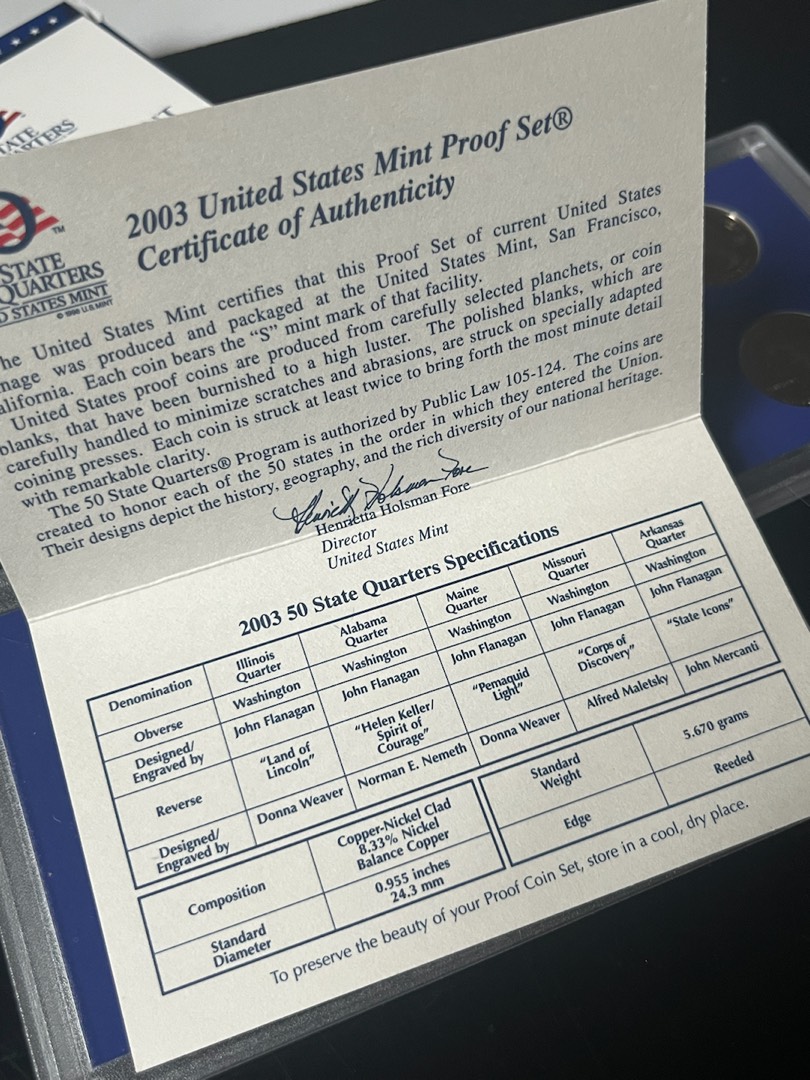 TATE
ARTERS
NT
2003 United States Mint Proof Set®
Certificate of Authenticity
TM
STATE
QUARTERS
D STATES MINT
© 1998 U.S. MINT
he United States Mint certifies that this Proof Set of current United States
nage was produced and packaged at the United States Mint, San Francisco,
alifornia. Each coin bears the “S” mint mark of that facility.
United States proof coins are produced from carefully selected planchets, or coin
blanks, that have been burnished to a high luster. The polished blanks, which are
carefully handled to minimize scratches and abrasions, are struck on specially adapted
coining presses. Each coin is struck at least twice to bring forth the most minute detail
with remarkable clarity.
The 50 State Quarters® Program is authorized by Public Law 105-124. The coins are
created to honor each of the 50 states in the order in which they entered the Union.
Their designs depict the history, geography, and the rich diversity of our national heritage.
Henrietta Holsman Fore
Henrietta Holsman Fore
Director
United States Mint
2003 50 State Quarters Specifications
Denomination Illinois Quarter Alabama Quarter Maine Quarter Missouri Quarter Arkansas Quarter
Obverse Washington Washington Washington Washington Washington
Designed/ Engraved by John Flanagan John Flanagan John Flanagan John Flanagan John Flanagan
Reverse “Land of Lincoln” “Helen Keller/ Spirit of Courage” “Pemaquid Light” “Corps of Discovery” “State Icons”
Designed/ Engraved by Donna Weaver Norman E. Nemeth Donna Weaver Alfred Maletsky John Mercanti
Composition Copper-Nickel Clad 8.33% Nickel Balance Copper
Standard Weight 5.670 grams
Standard Diameter 0.955 inches 24.3 mm
Edge Reeded
To preserve the beauty of your Proof Coin Set, store in a cool, dry place.